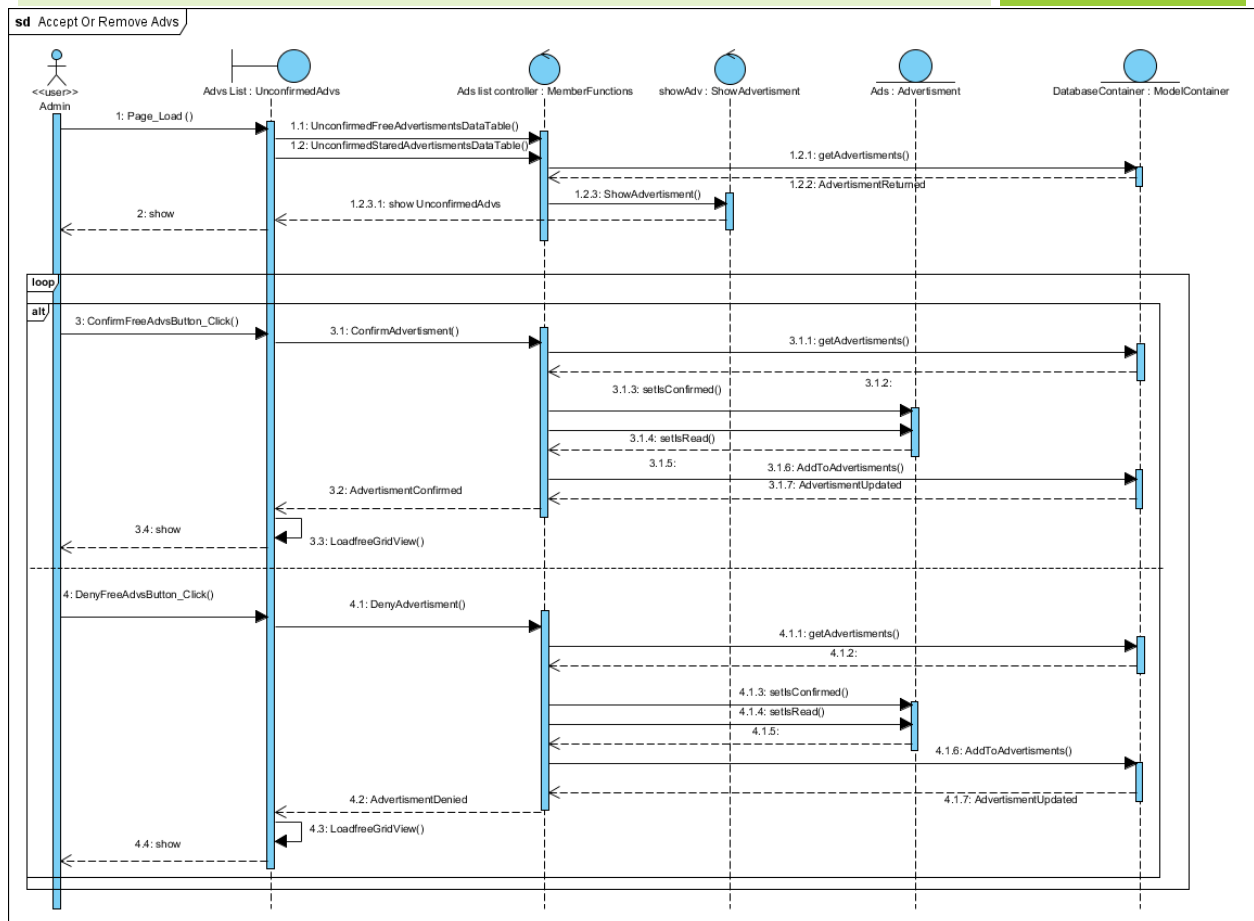 sd Accept Or Remove Advs
<<user>>
Admin
Advs List : UnconfirmedAdvs
Ads list controller : MemberFunctions
showAdv : ShowAdvertisment
Ads : Advertisment
DatabaseContainer : ModelContainer
1: Page_Load ()
1.1: UnconfirmedFreeAdvertismentsDataTable()
1.2: UnconfirmedStaredAdvertismentsDataTable()
1.2.1: getAdvertisments()
1.2.2: AdvertismentReturned
1.2.3: ShowAdvertisment()
1.2.3.1: show UnconfirmedAdvs
2: show
loop
alt
3: ConfirmFreeAdvsButton_Click()
3.1: ConfirmAdvertisment()
3.1.1: getAdvertisments()
3.1.2:
3.1.3: setIsConfirmed()
3.1.4: setIsRead()
3.1.5:
3.1.6: AddToAdvertisments()
3.1.7: AdvertismentUpdated
3.2: AdvertismentConfirmed
3.3: LoadfreeGridView()
3.4: show
4: DenyFreeAdvsButton_Click()
4.1: DenyAdvertisment()
4.1.1: getAdvertisments()
4.1.2:
4.1.3: setIsConfirmed()
4.1.4: setIsRead()
4.1.5:
4.1.6: AddToAdvertisments()
4.1.7: AdvertismentUpdated
4.2: AdvertismentDenied
4.3: LoadfreeGridView()
4.4: show